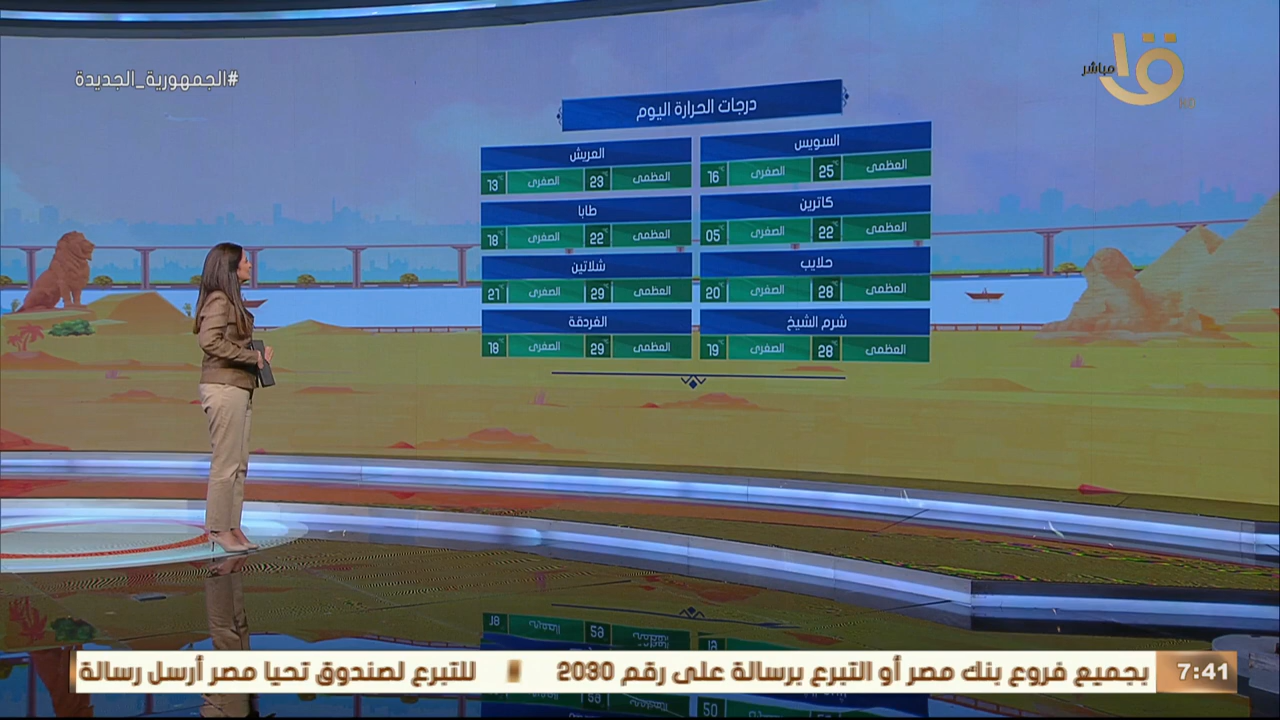 #الجمهورية_الجديدة
مباشر
درجات الحرارة اليوم
السويس
العظمى 25 الصغرى 16
العريش
العظمى 23 الصغرى 13
كاترين
العظمى 22 الصغرى 05
طابا
العظمى 22 الصغرى 18
حلايب
العظمى 28 الصغرى 20
شلاتين
العظمى 29 الصغرى 21
شرم الشيخ
العظمى 28 الصغرى 19
الغردقة
العظمى 29 الصغرى 18
7:41 بجميع فروع بنك مصر أو التبرع برسالة على رقم 2030 للتبرع لصندوق تحيا مصر أرسل رسالة